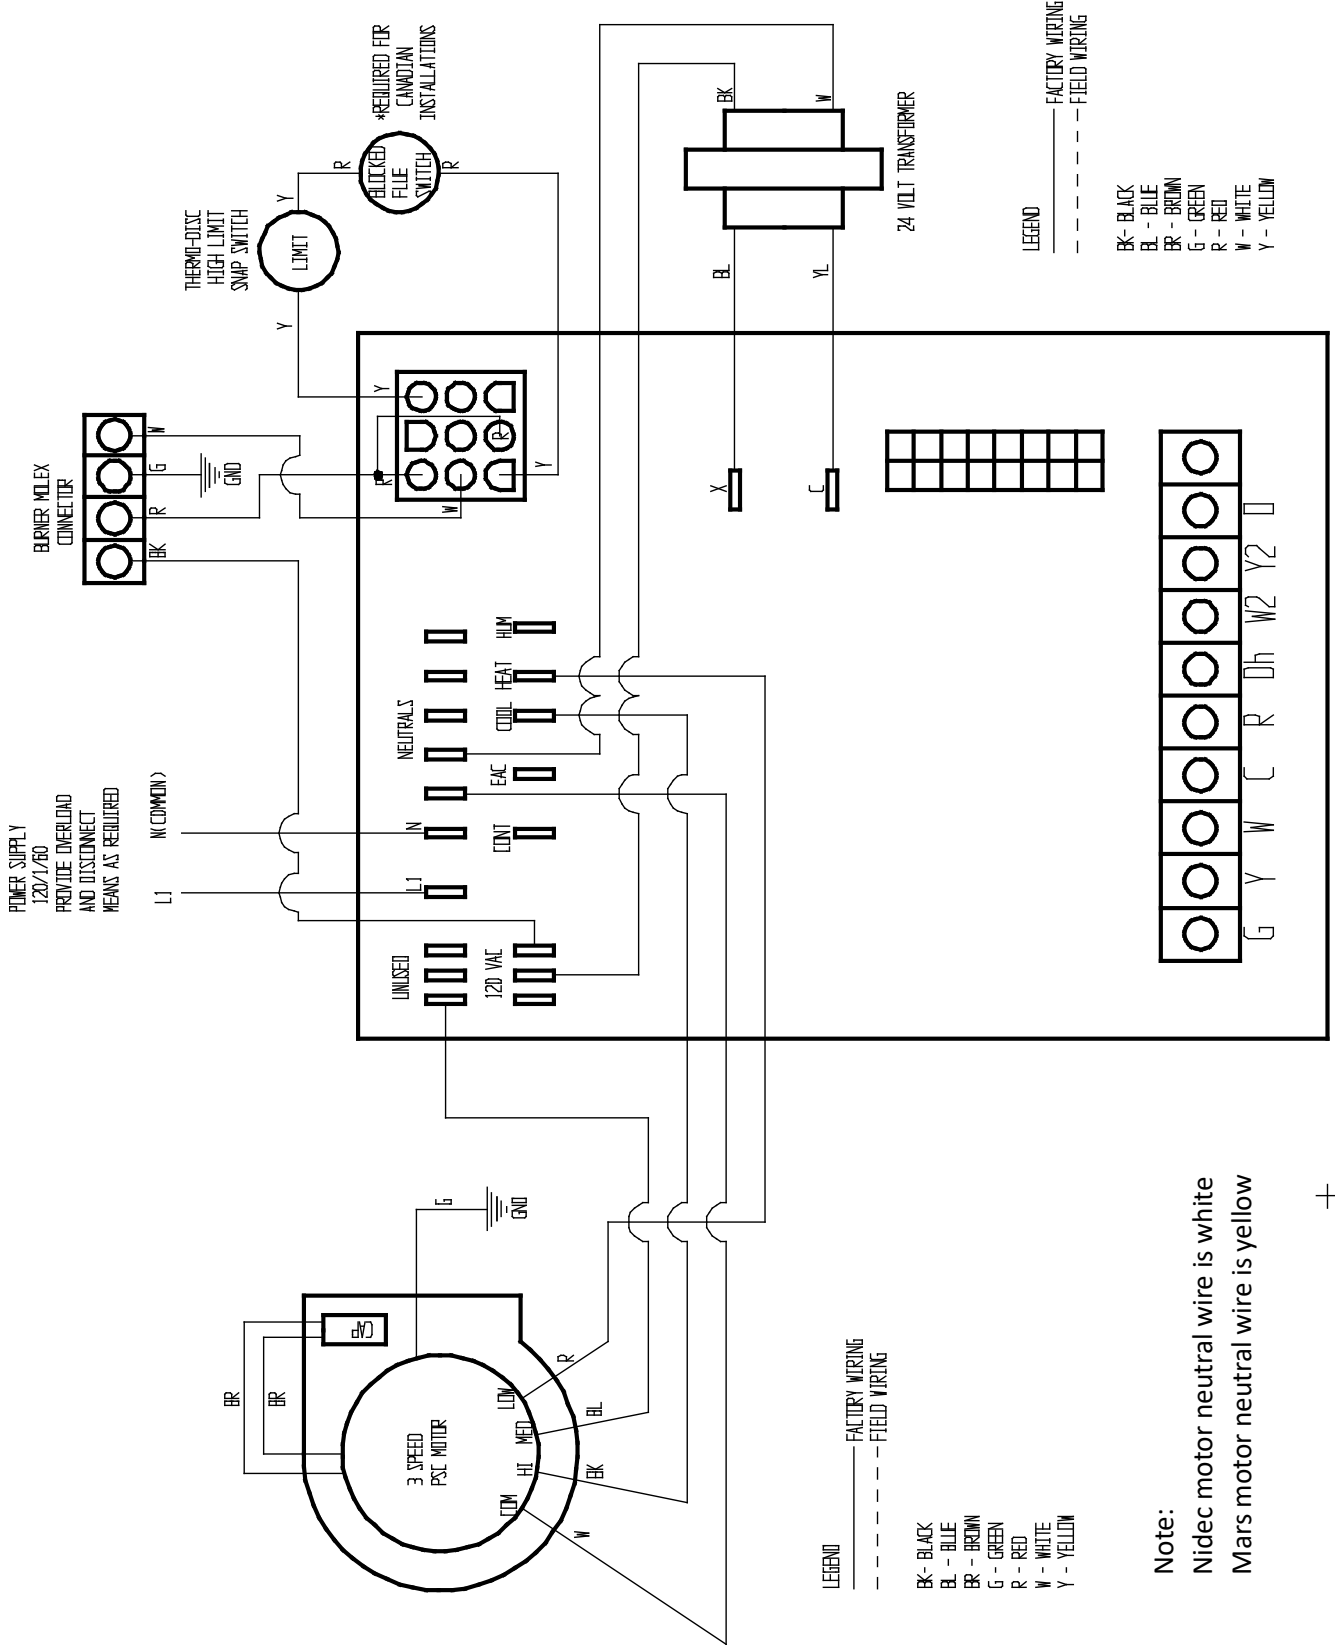 POWER SUPPLY
120/1/60
PROVIDE OVERLOAD
AND DISCONNECT
MEANS AS REQUIRED
L1
N(COMMON)
BURNER MOLEX
CONNECTOR
BK
R
G
W
GND
THERMO-DISC
HIGH LIMIT
SNAP SWITCH
LIMIT
Y
Y
*REQUIRED FOR
CANADIAN
INSTALLATIONS
BLOCKED
FLUE
SWITCH
R
R
BR
BR
CAP
3 SPEED
PSC MOTOR
COM
HI
MED
LOW
W
BK
BL
R
G
GND
UNUSED
120 VAC
L1
N
NEUTRALS
CONT
EAC
COOL
HEAT
HUM
W
R
Y
R
Y
BK
W
24 VOLT TRANSFORMER
BL
YL
X
C
G
Y
W
C
R
Dh
W2
Y2
O
LEGEND
FACTORY WIRING
FIELD WIRING
BK- BLACK
BL - BLUE
BR - BROWN
G - GREEN
R - RED
W - WHITE
Y - YELLOW
LEGEND
FACTORY WIRING
FIELD WIRING
BK- BLACK
BL - BLUE
BR - BROWN
G - GREEN
R - RED
W - WHITE
Y - YELLOW
Note:
Nidec motor neutral wire is white
Mars motor neutral wire is yellow